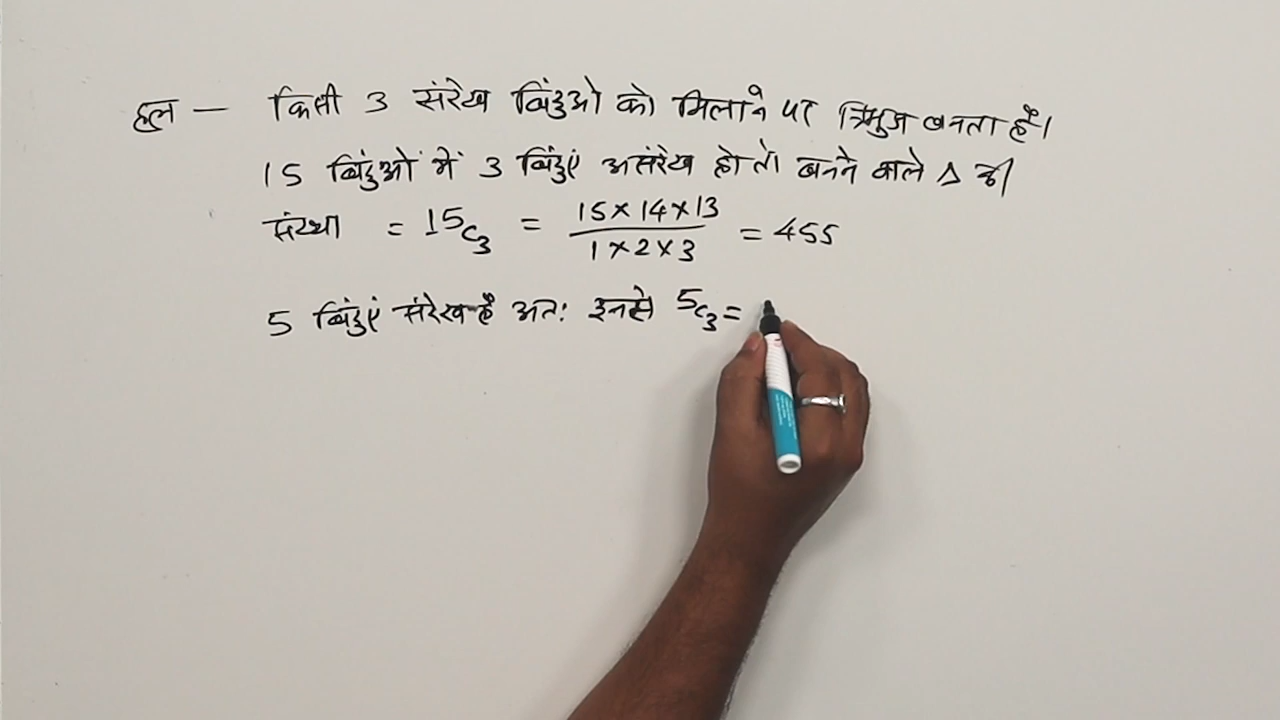 हल — किसी 3 संरेख बिंदुओ को मिलाने पर त्रिभुज बनता है।
15 बिंदुओं में 3 बिंदुएं असंरेख हो तो बनने वाले Δ की
संख्या = 15C3 = 15×14×13 / 1×2×3 = 455
5 बिंदुएं संरेख है अतः इनसे 5C3 =